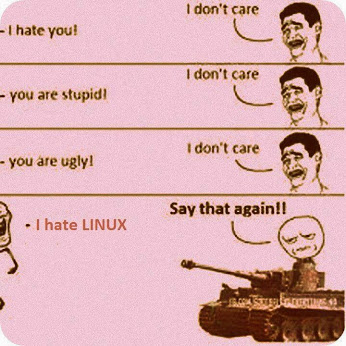 I don't care
- I hate you!
I don't care
- you are stupid!
I don't care
- you are ugly!
Say that again!!
- I hate LINUX